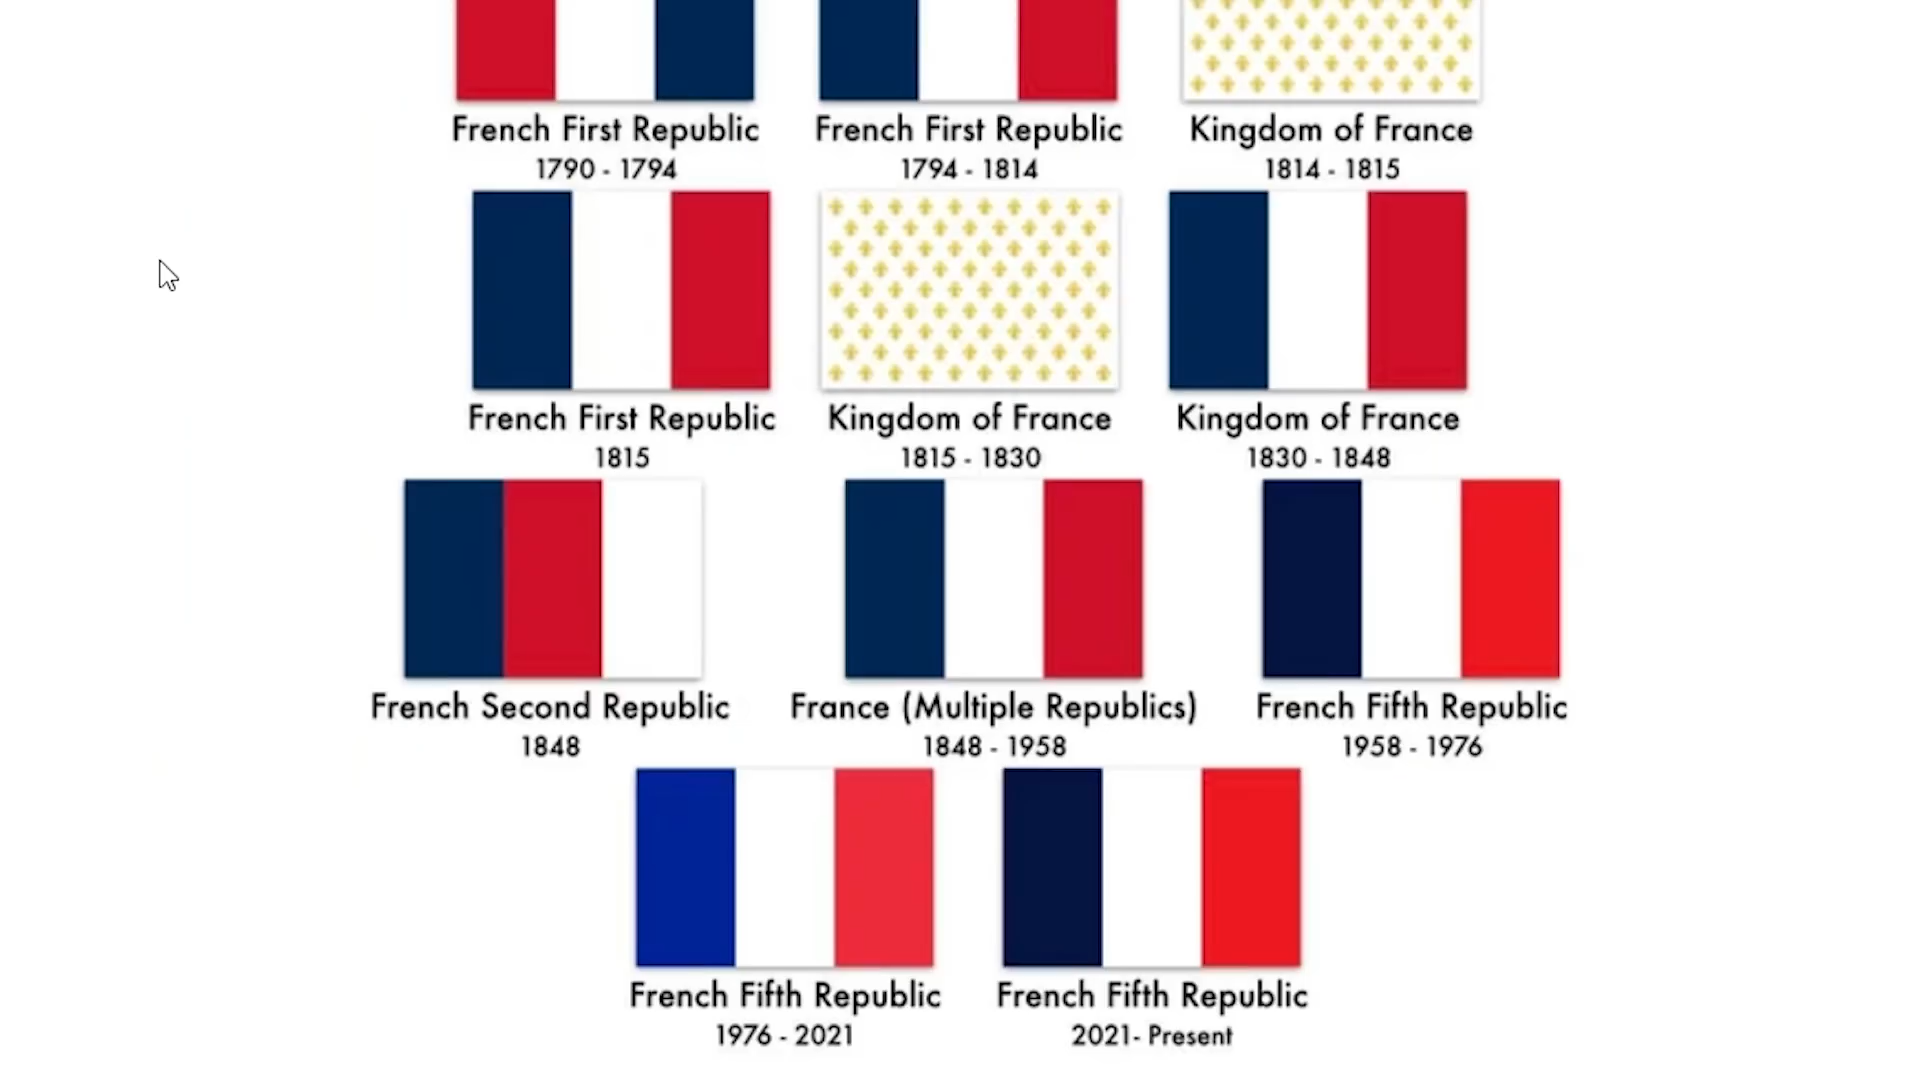 French First Republic
1790 - 1794
French First Republic
1794 - 1814
Kingdom of France
1814 - 1815
French First Republic
1815
Kingdom of France
1815 - 1830
Kingdom of France
1830 - 1848
French Second Republic
1848
France (Multiple Republics)
1848 - 1958
French Fifth Republic
1958 - 1976
French Fifth Republic
1976 - 2021
French Fifth Republic
2021- Present